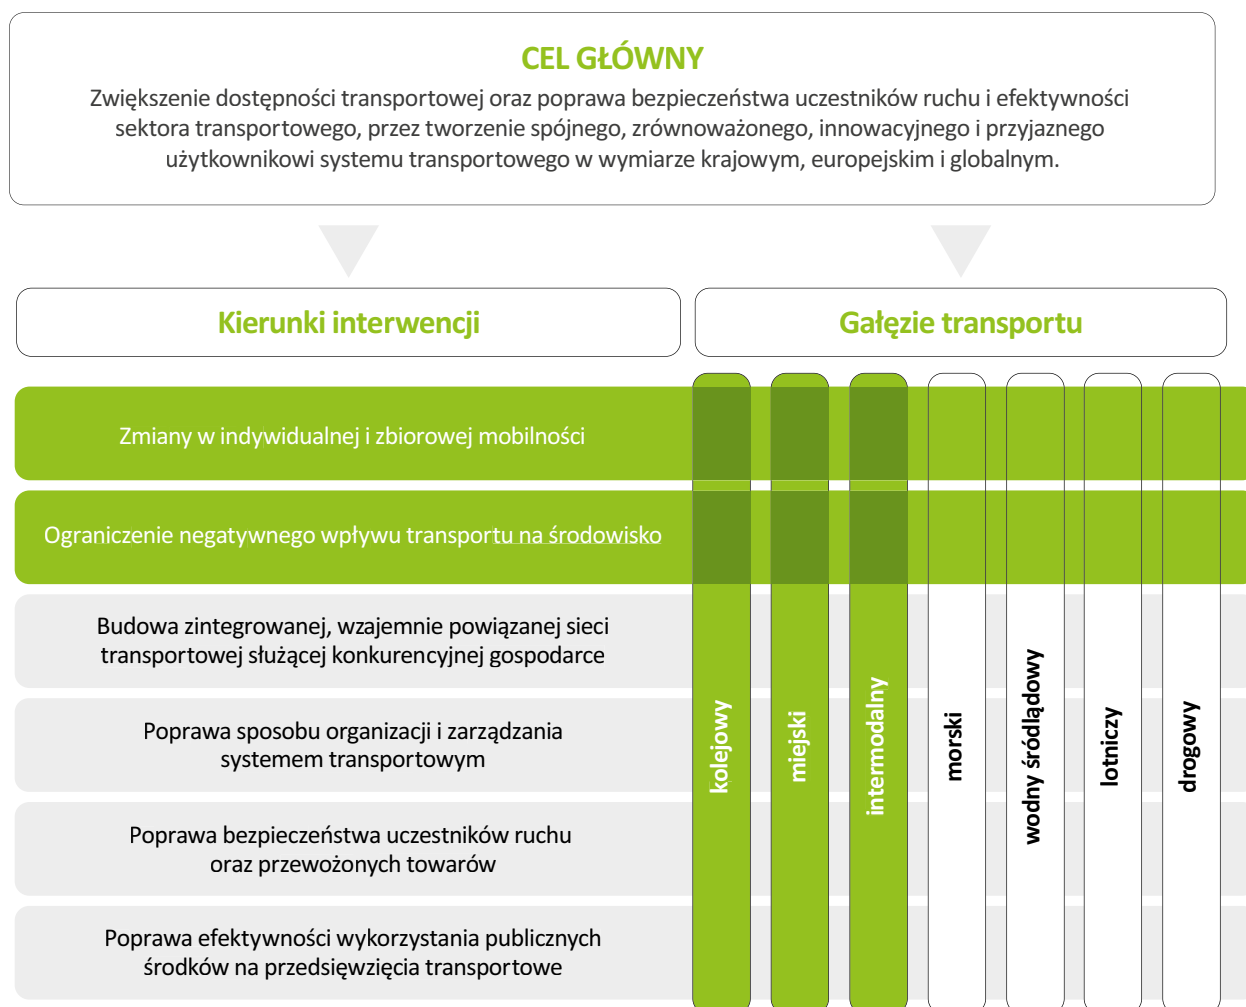 CEL GŁÓWNY
Zwiększenie dostępności transportowej oraz poprawa bezpieczeństwa uczestników ruchu i efektywności
sektora transportowego, przez tworzenie spójnego, zrównoważonego, innowacyjnego i przyjaznego
użytkownikowi systemu transportowego w wymiarze krajowym, europejskim i globalnym.
Kierunki interwencji
Gałęzie transportu
Zmiany w indywidualnej i zbiorowej mobilności
Ograniczenie negatywnego wpływu transportu na środowisko
Budowa zintegrowanej, wzajemnie powiązanej sieci
transportowej służącej konkurencyjnej gospodarce
Poprawa sposobu organizacji i zarządzania
systemem transportowym
Poprawa bezpieczeństwa uczestników ruchu
oraz przewożonych towarów
Poprawa efektywności wykorzystania publicznych
środków na przedsięwzięcia transportowe
kolejowy
miejski
intermodalny
morski
wodny śródlądowy
lotniczy
drogowy